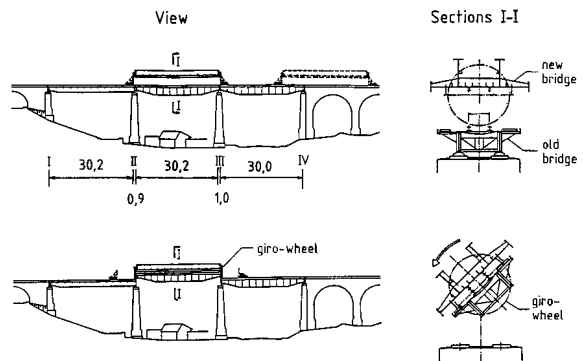 View
Sections I-I
I
I
new bridge
old bridge
I II III IV
30,2 30,2 30,0
0,9 1,0
giro-wheel
I
I
giro-wheel